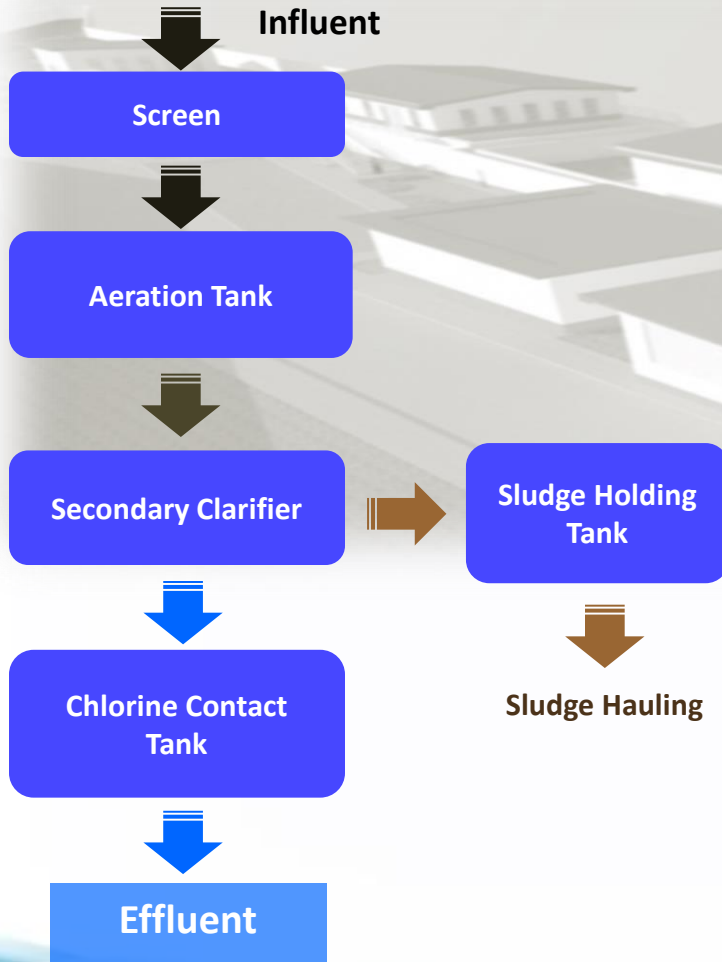 Influent
Screen
Aeration Tank
Secondary Clarifier
Sludge Holding
Tank
Chlorine Contact
Tank
Sludge Hauling
Effluent